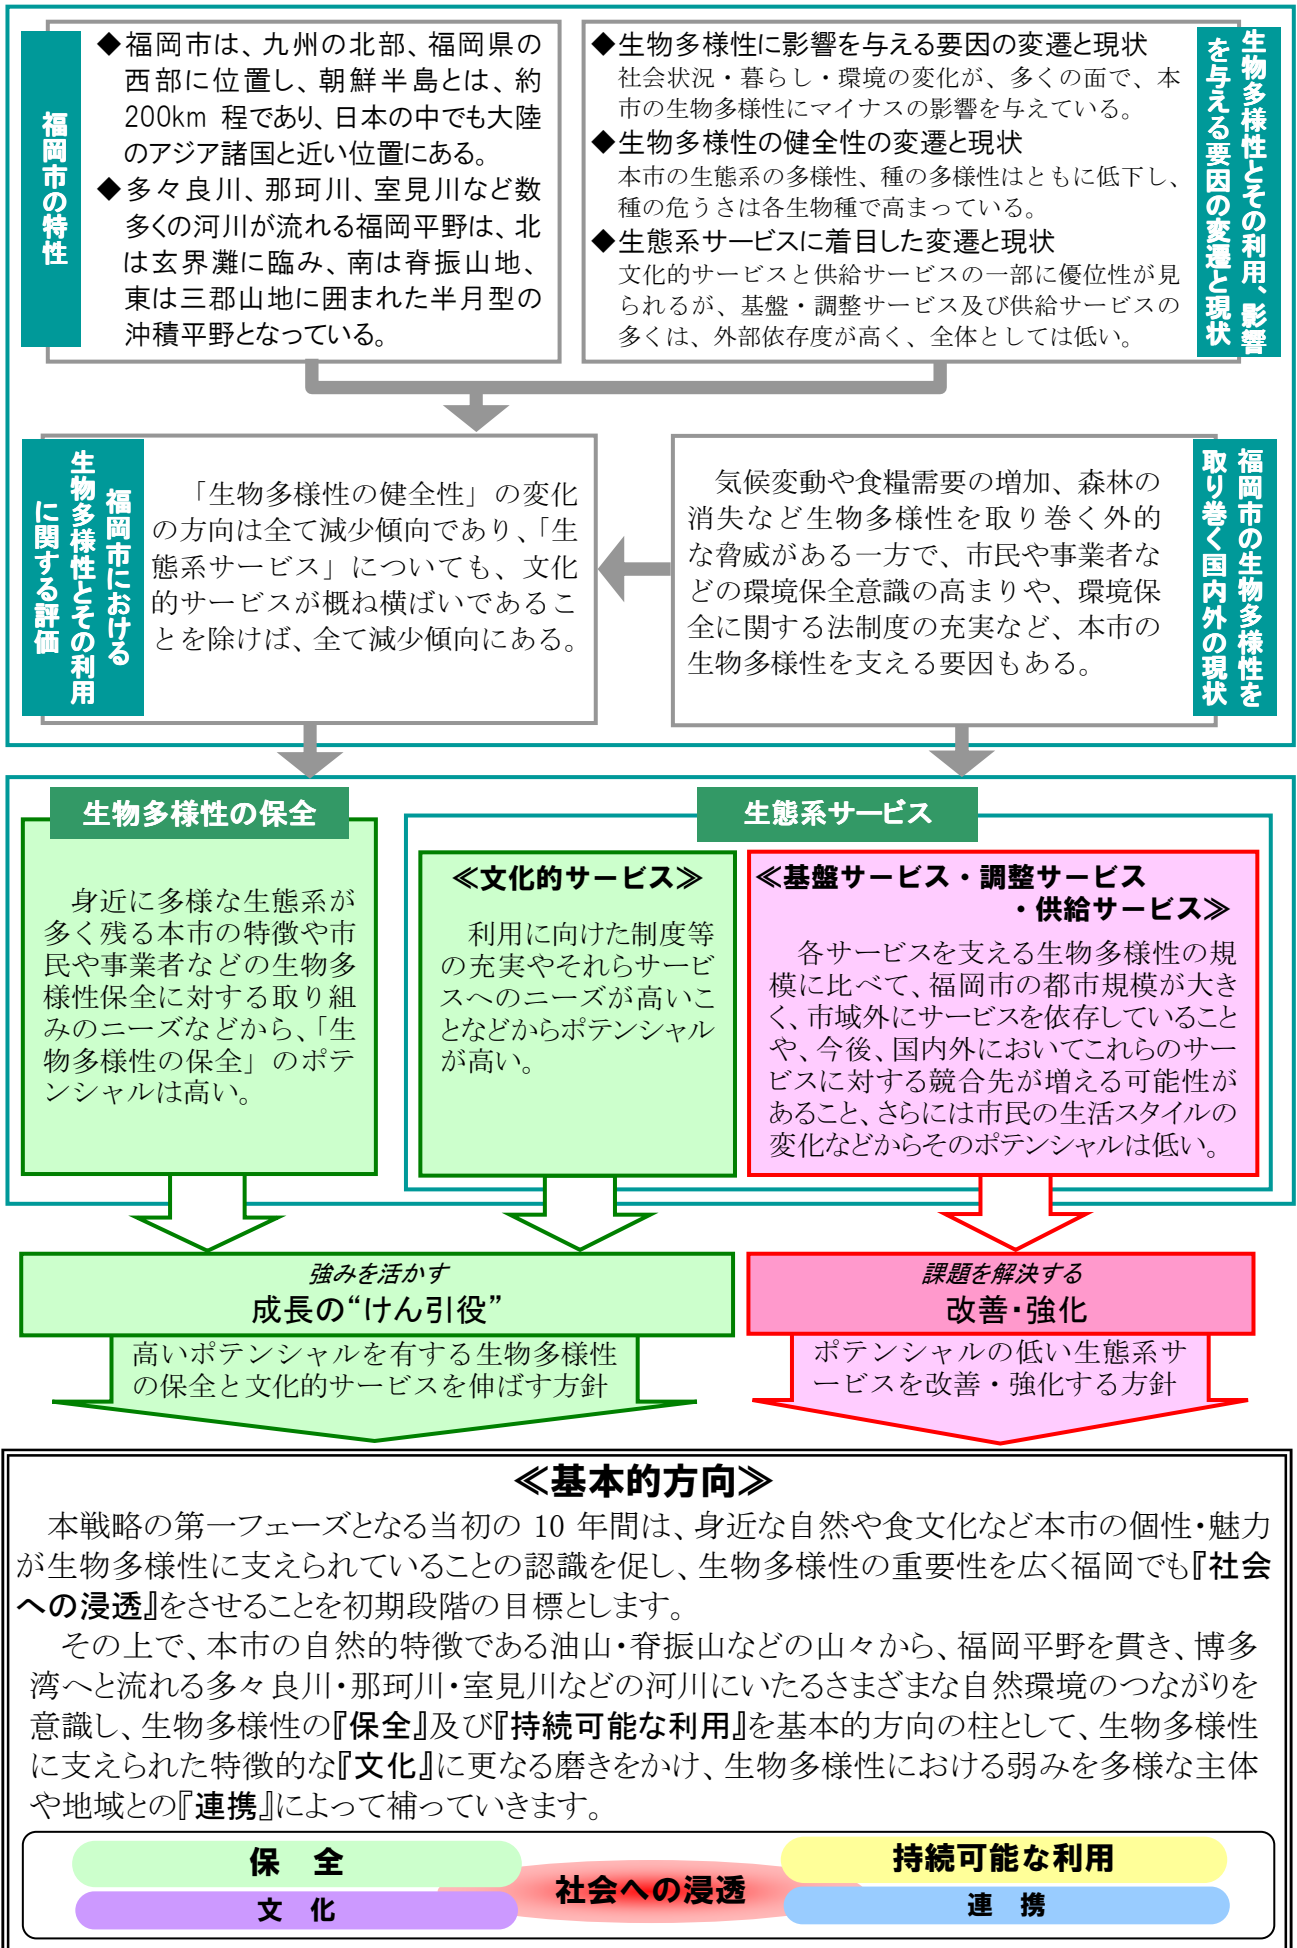 福岡市の特性
◆福岡市は、九州の北部、福岡県の
西部に位置し、朝鮮半島とは、約
200km 程であり、日本の中でも大陸
のアジア諸国と近い位置にある。
◆多々良川、那珂川、室見川など数
多くの河川が流れる福岡平野は、北
は玄界灘に臨み、南は脊振山地、
東は三郡山地に囲まれた半月型の
沖積平野となっている。
生物多様性とその利用、影響
を与える要因の変遷と現状
◆生物多様性に影響を与える要因の変遷と現状
社会状況・暮らし・環境の変化が、多くの面で、本
市の生物多様性にマイナスの影響を与えている。
◆生物多様性の健全性の変遷と現状
本市の生態系の多様性、種の多様性はともに低下し、
種の危うさは各生物種で高まっている。
◆生態系サービスに着目した変遷と現状
文化的サービスと供給サービスの一部に優位性が見
られるが、基盤・調整サービス及び供給サービスの
多くは、外部依存度が高く、全体としては低い。
福岡市における
生物多様性とその利用
に関する評価
「生物多様性の健全性」の変化
の方向は全て減少傾向であり、「生
態系サービス」についても、文化
的サービスが概ね横ばいであるこ
とを除けば、全て減少傾向にある。
福岡市の生物多様性を
取り巻く国内外の現状
気候変動や食糧需要の増加、森林の
消失など生物多様性を取り巻く外的
な脅威がある一方で、市民や事業者な
どの環境保全意識の高まりや、環境保
全に関する法制度の充実など、本市の
生物多様性を支える要因もある。
生物多様性の保全
身近に多様な生態系が
多く残る本市の特徴や市
民や事業者などの生物多
様性保全に対する取り組
みのニーズなどから、「生
物多様性の保全」のポテ
ンシャルは高い。
生態系サービス
≪文化的サービス≫
利用に向けた制度等
の充実やそれらサービ
スへのニーズが高いこ
となどからポテンシャル
が高い。
≪基盤サービス・調整サービス
・供給サービス≫
各サービスを支える生物多様性の規
模に比べて、福岡市の都市規模が大き
く、市域外にサービスを依存していること
や、今後、国内外においてこれらのサー
ビスに対する競合先が増える可能性が
あること、さらには市民の生活スタイルの
変化などからそのポテンシャルは低い。
強みを活かす
成長の“けん引役”
高いポテンシャルを有する生物多様性
の保全と文化的サービスを伸ばす方針
課題を解決する
改善・強化
ポテンシャルの低い生態系サ
ービスを改善・強化する方針
≪基本的方向≫
本戦略の第一フェーズとなる当初の 10 年間は、身近な自然や食文化など本市の個性・魅力
が生物多様性に支えられていることの認識を促し、生物多様性の重要性を広く福岡でも『社会
への浸透』をさせることを初期段階の目標とします。
その上で、本市の自然的特徴である油山・脊振山などの山々から、福岡平野を貫き、博多
湾へと流れる多々良川・那珂川・室見川などの河川にいたるさまざまな自然環境のつながりを
意識し、生物多様性の『保全』及び『持続可能な利用』を基本的方向の柱として、生物多様性
に支えられた特徴的な『文化』に更なる磨きをかけ、生物多様性における弱みを多様な主体
や地域との『連携』によって補っていきます。
保 全
持続可能な利用
社会への浸透
文 化
連 携